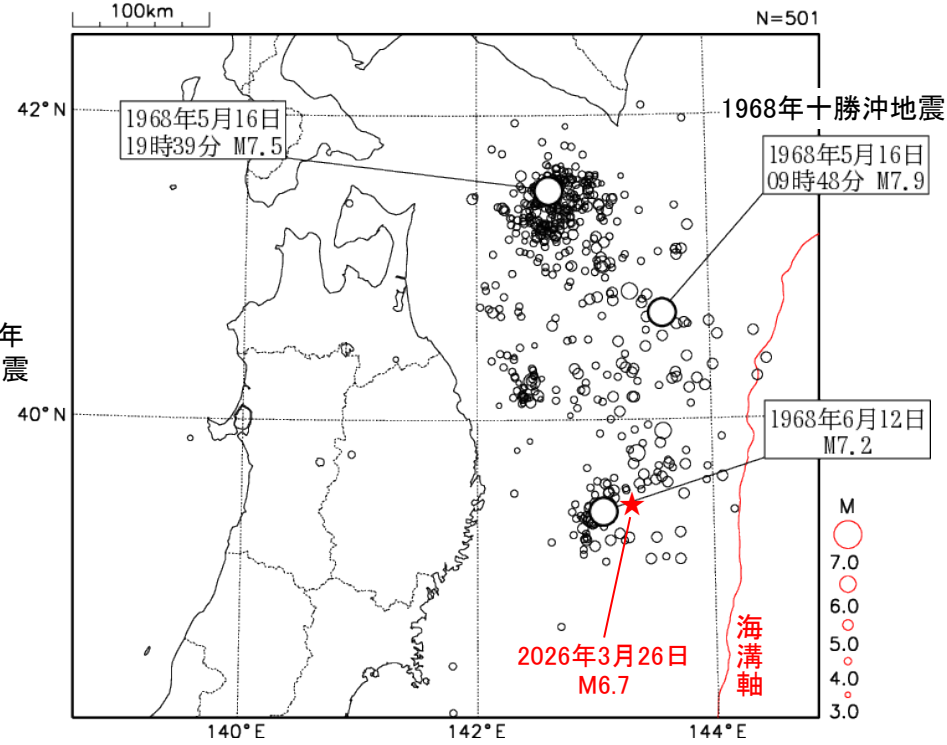 100km
N=501
42°N
1968年5月16日
19時39分 M7.5
1968年十勝沖地震
1968年5月16日
09時48分 M7.9
年
震
40°N
1968年6月12日
M7.2
M
7.0
6.0
5.0
4.0
3.0
海溝軸
2026年3月26日
M6.7
140°E
142°E
144°E